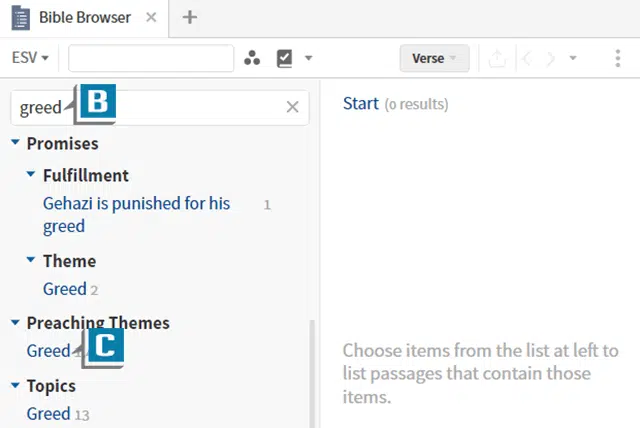 Bible Browser
ESV
Verse
greed
B
Start (0 results)
Promises
Fulfillment
Gehazi is punished for his 1
greed
Theme
Greed 2
Preaching Themes
Greed
C
Choose items from the list at left to
list passages that contain those
items.
Topics
Greed 13